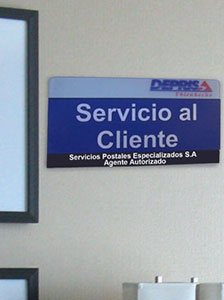 DEPRISA
Servicio al
Cliente
Servicios Postales Especializados S.A
Agente Autorizado